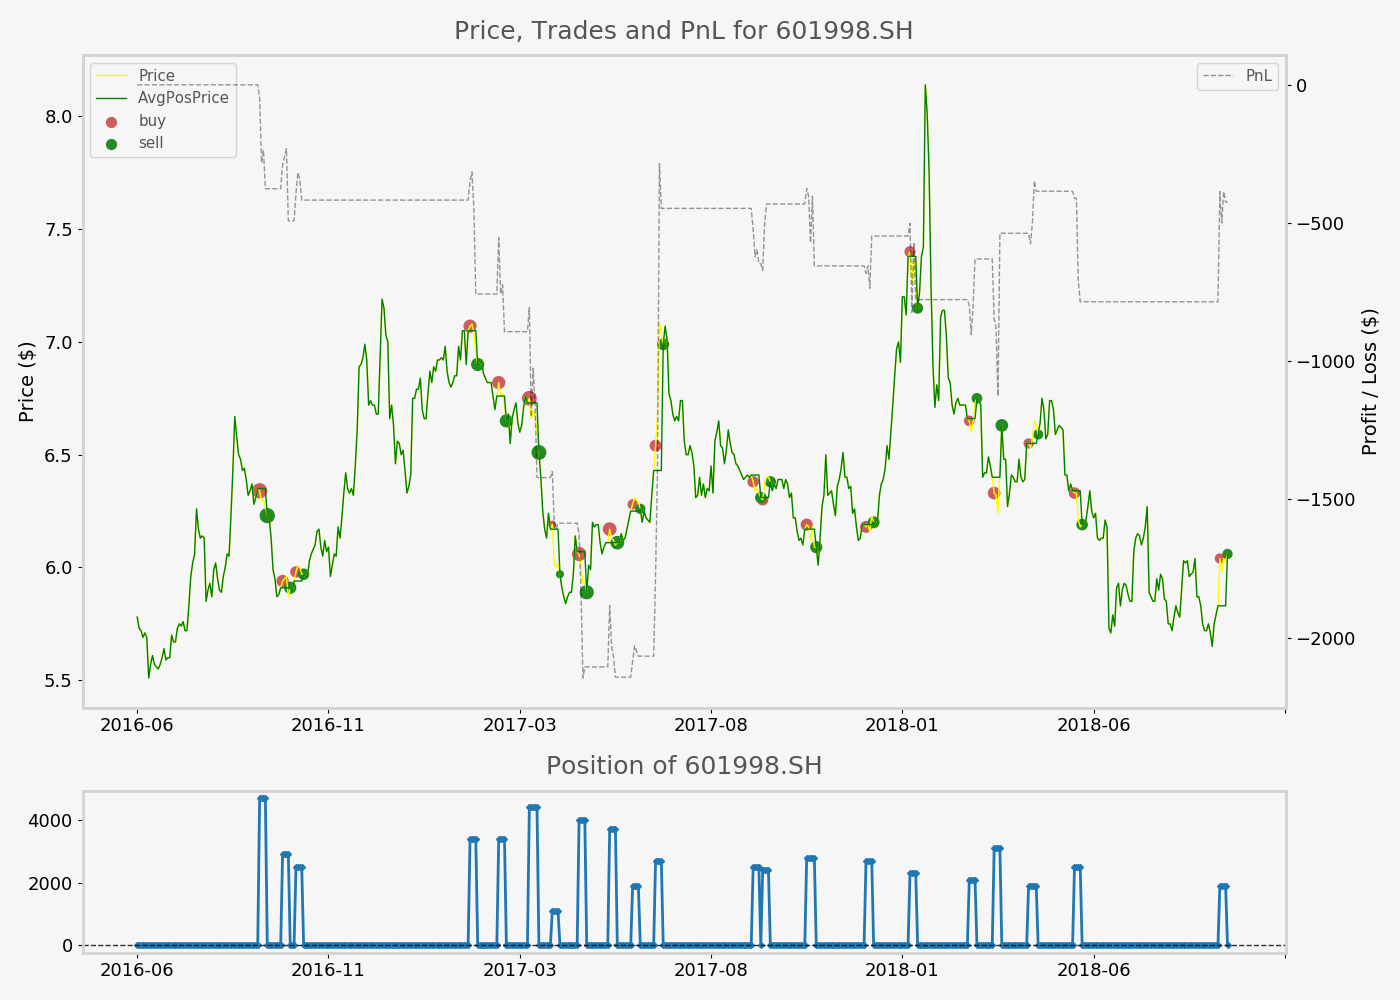 Price, Trades and PnL for 601998.SH
Price
AvgPosPrice
buy
sell
PnL
Price ($)
8.0
7.5
7.0
6.5
6.0
5.5
0
−500
−1000
−1500
−2000
Profit / Loss ($)
2016-06 2016-11 2017-03 2017-08 2018-01 2018-06
Position of 601998.SH
4000
2000
0
2016-06 2016-11 2017-03 2017-08 2018-01 2018-06